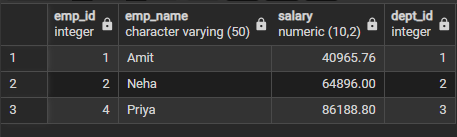 emp_id emp_name salary dept_id
integer character varying (50) numeric (10,2) integer
1 1 Amit 40965.76 1
2 2 Neha 64896.00 2
3 4 Priya 86188.80 3